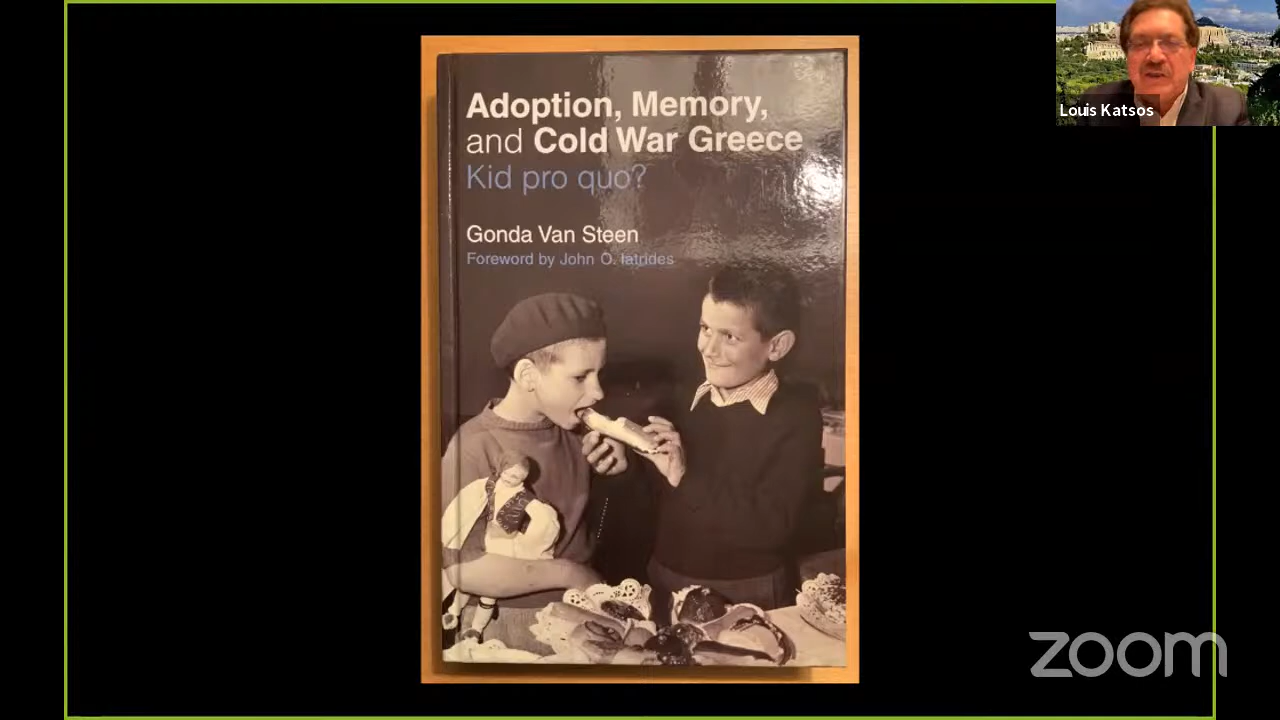 Adoption, Memory,
and Cold War Greece
Kid pro quo?
Gonda Van Steen
Foreword by John O. Iatrides
Louis Katsos
zoom